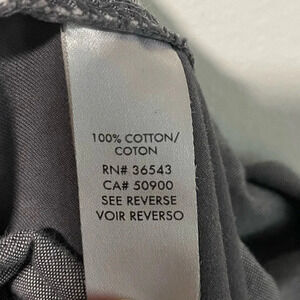 100% COTTON/
COTON
RN# 36543
CA# 50900
SEE REVERSE
VOIR REVERSO